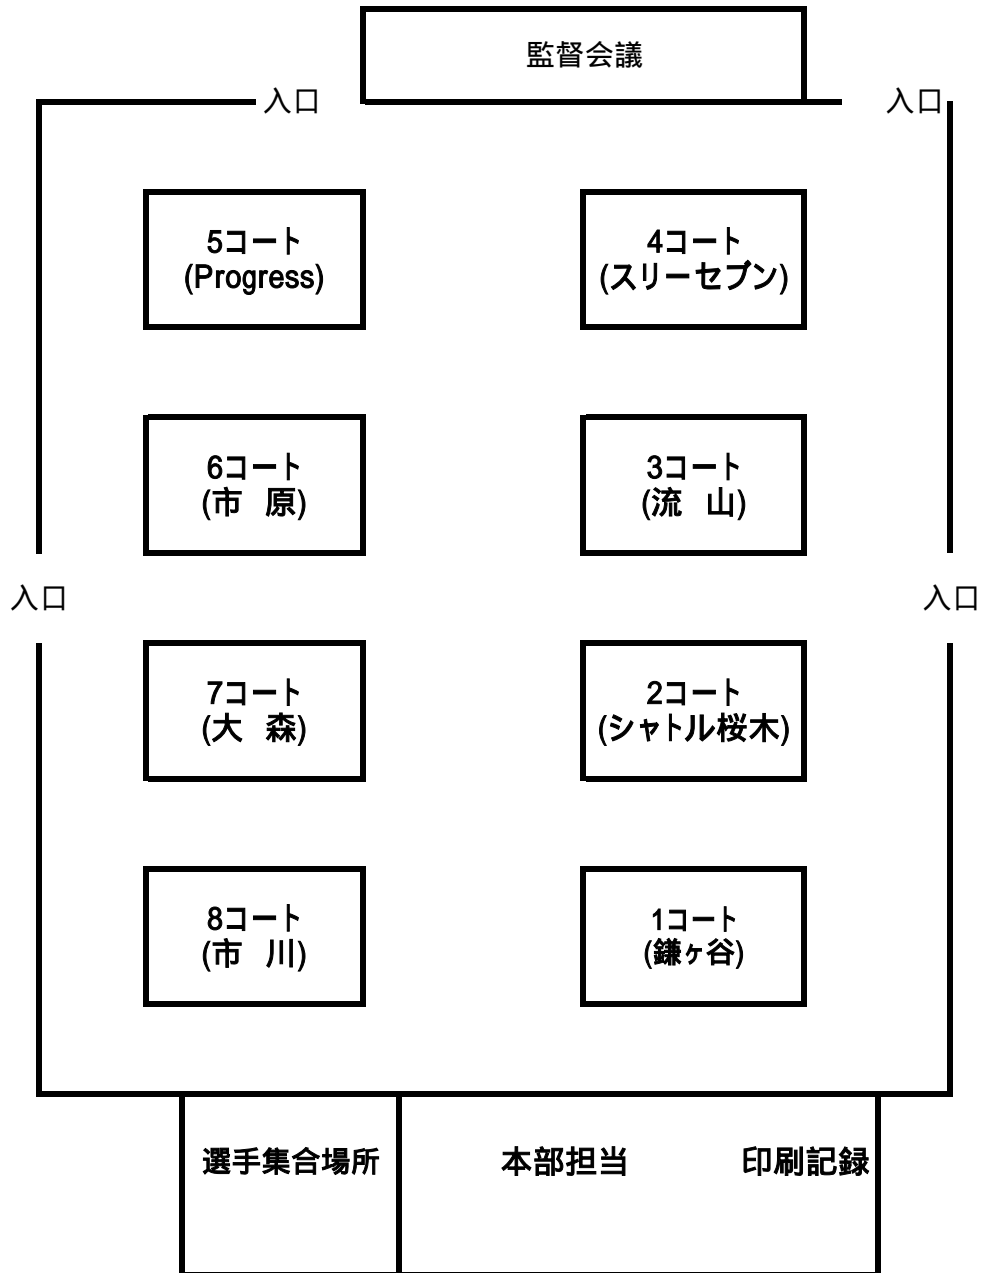 監督会議
入口
入口
5コート
(Progress)
4コート
(スリーセブン)
6コート
(市 原)
3コート
(流 山)
入口
入口
7コート
(大 森)
2コート
(シャトル桜木)
8コート
(市 川)
1コート
(鎌ヶ谷)
選手集合場所
本部担当
印刷記録